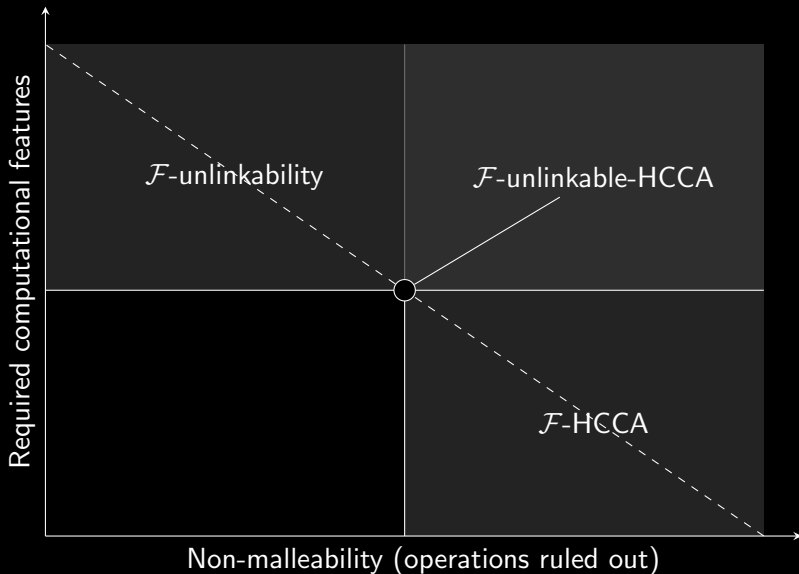 Required computational features
ℱ-unlinkability
ℱ-unlinkable-HCCA
ℱ-HCCA
Non-malleability (operations ruled out)